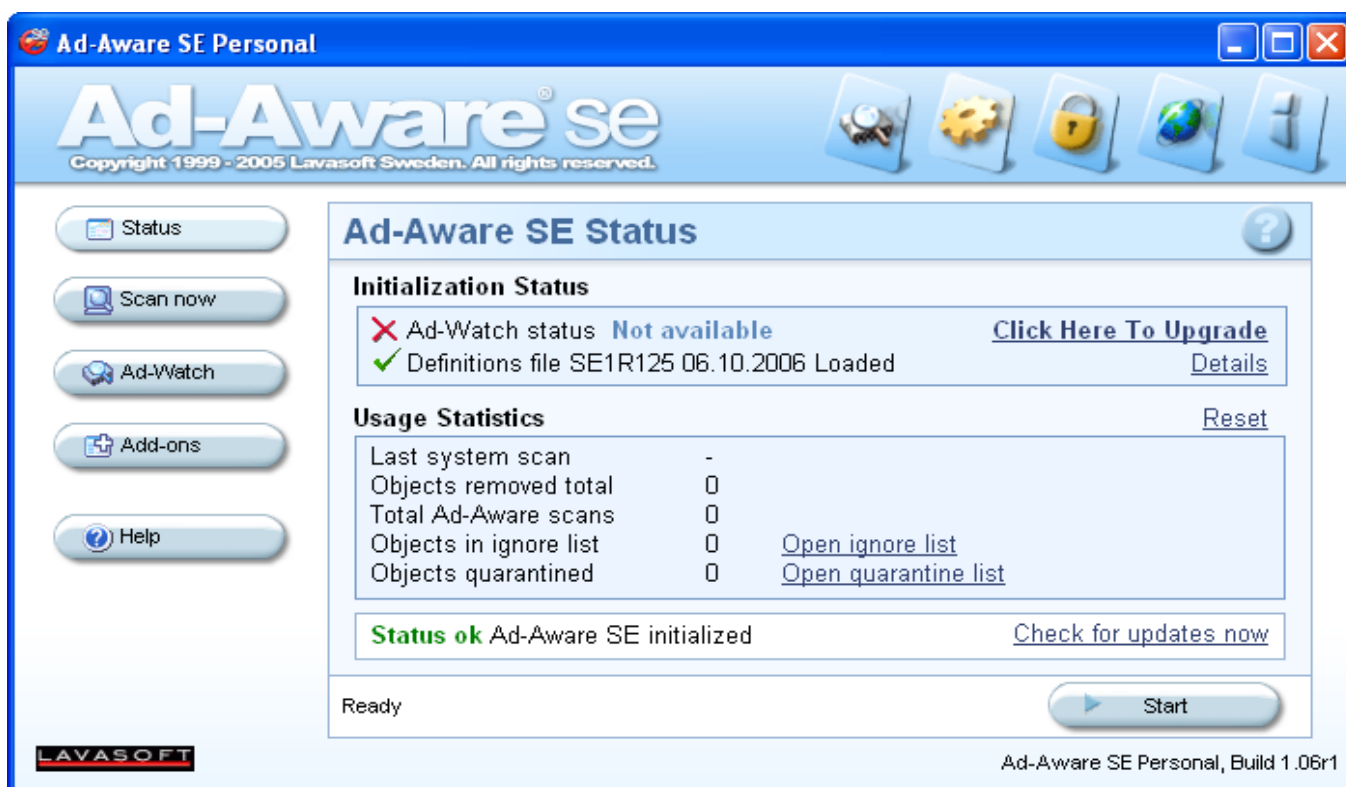 Ad-Aware SE Personal
Ad-Aware® se
Copyright 1999 - 2005 Lavasoft Sweden. All rights reserved.
Status
Scan now
Ad-Watch
Add-ons
Help
Ad-Aware SE Status
Initialization Status
Ad-Watch status Not available Click Here To Upgrade
Definitions file SE1R125 06.10.2006 Loaded Details
Usage Statistics Reset
Last system scan -
Objects removed total 0
Total Ad-Aware scans 0
Objects in ignore list 0 Open ignore list
Objects quarantined 0 Open quarantine list
Status ok Ad-Aware SE initialized Check for updates now
Ready Start
LAVASOFT
Ad-Aware SE Personal, Build 1.06r1